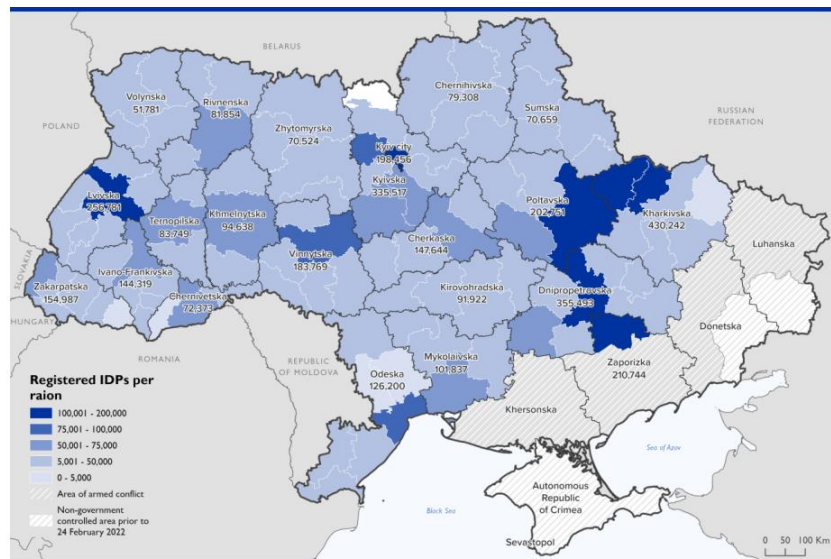 BELARUS
POLAND
RUSSIAN
FEDERATION
SLOVAKIA
HUNGARY
ROMANIA
REPUBLIC
OF MOLDOVA
Volynska
51,781
Rivnenska
81,854
Zhytomyrska
70,524
Chernihivska
79,308
Sumska
70,659
Kyiv city
198,456
Kyivska
335,517
Lvivska
256,781
Ternopilska
83,749
Khmelnytska
94,638
Vinnytska
183,769
Cherkaska
147,644
Poltavska
202,751
Kharkivska
430,242
Luhanska
Zakarpatska
154,987
Ivano-Frankivska
144,319
Chernivetska
72,373
Kirovohradska
91,922
Dnipropetrovska
355,493
Donetska
Odeska
126,200
Mykolaivska
101,837
Zaporizka
210,744
Khersonska
Sea of Azov
Black Sea
Autonomous
Republic
of Crimea
Sevastopol
Registered IDPs per
raion
100,001 - 200,000
75,001 - 100,000
50,001 - 75,000
5,001 - 50,000
0 - 5,000
Area of armed conflict
Non-government
controlled area prior to
24 February 2022
0 50 100 Km